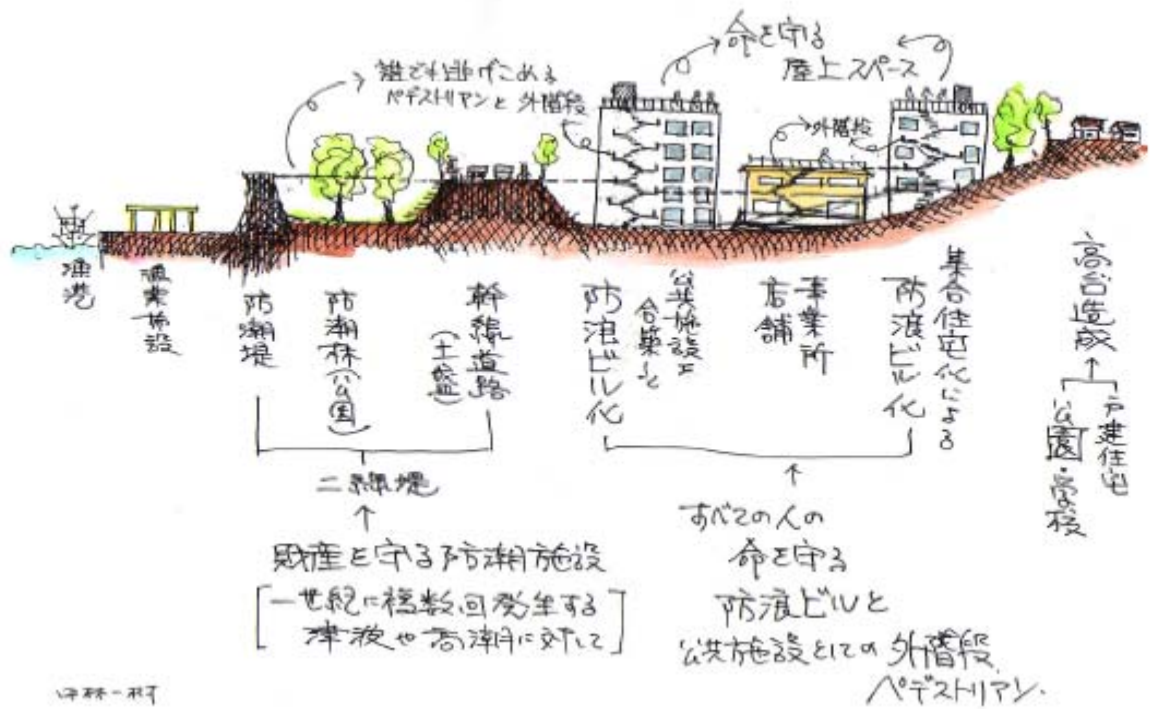 誰でも逃げこめる
ペデストリアンと外階段
命を守る
屋上スペース
外階段
漁港
漁業施設
防潮堤
防潮林(公園)
幹線道路
(土盛)
公共施設と
合築して
防浪ビル化
事業所
店舗
集合住宅化による
防浪ビル化
高台造成
戸建住宅
公園・学校
二線堤
財産を守る防潮施設
一世紀に複数回発生する
津波や高潮に対して
すべての人の
命を守る
防浪ビルと
公共施設としての外階段、
ペデストリアン.